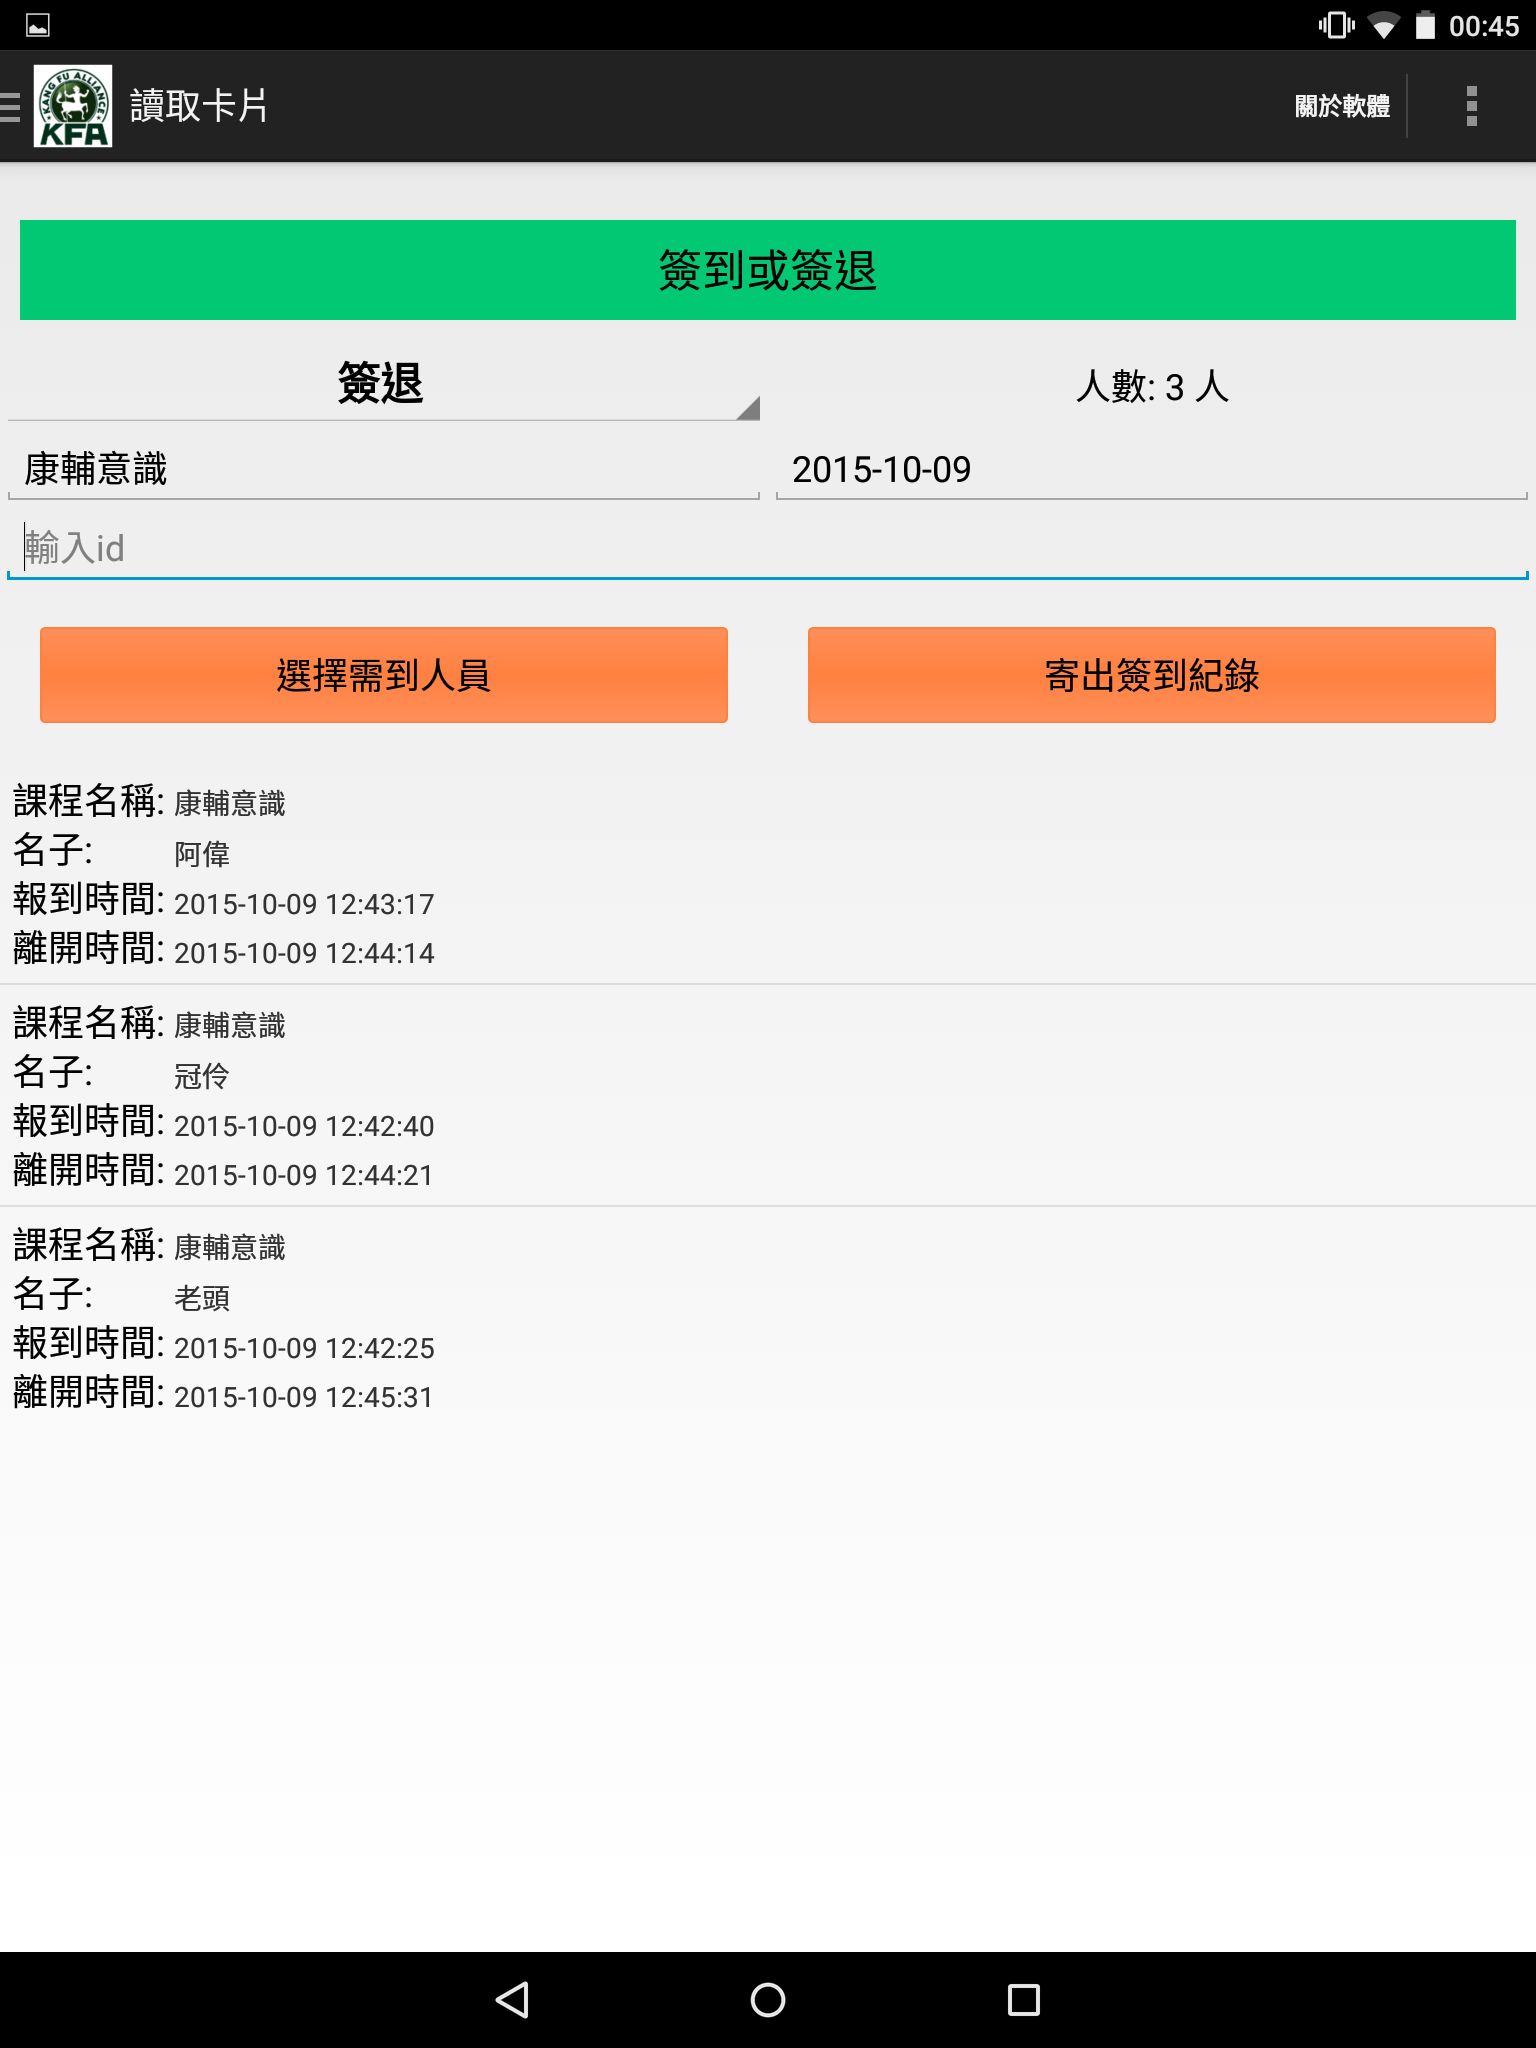 00:45
KANG FU ALLIANCE
KFA
讀取卡片
關於軟體
簽到或簽退
簽退
人數: 3 人
康輔意識
2015-10-09
輸入id
選擇需到人員
寄出簽到紀錄
課程名稱: 康輔意識
名子: 阿偉
報到時間: 2015-10-09 12:43:17
離開時間: 2015-10-09 12:44:14
課程名稱: 康輔意識
名子: 冠伶
報到時間: 2015-10-09 12:42:40
離開時間: 2015-10-09 12:44:21
課程名稱: 康輔意識
名子: 老頭
報到時間: 2015-10-09 12:42:25
離開時間: 2015-10-09 12:45:31